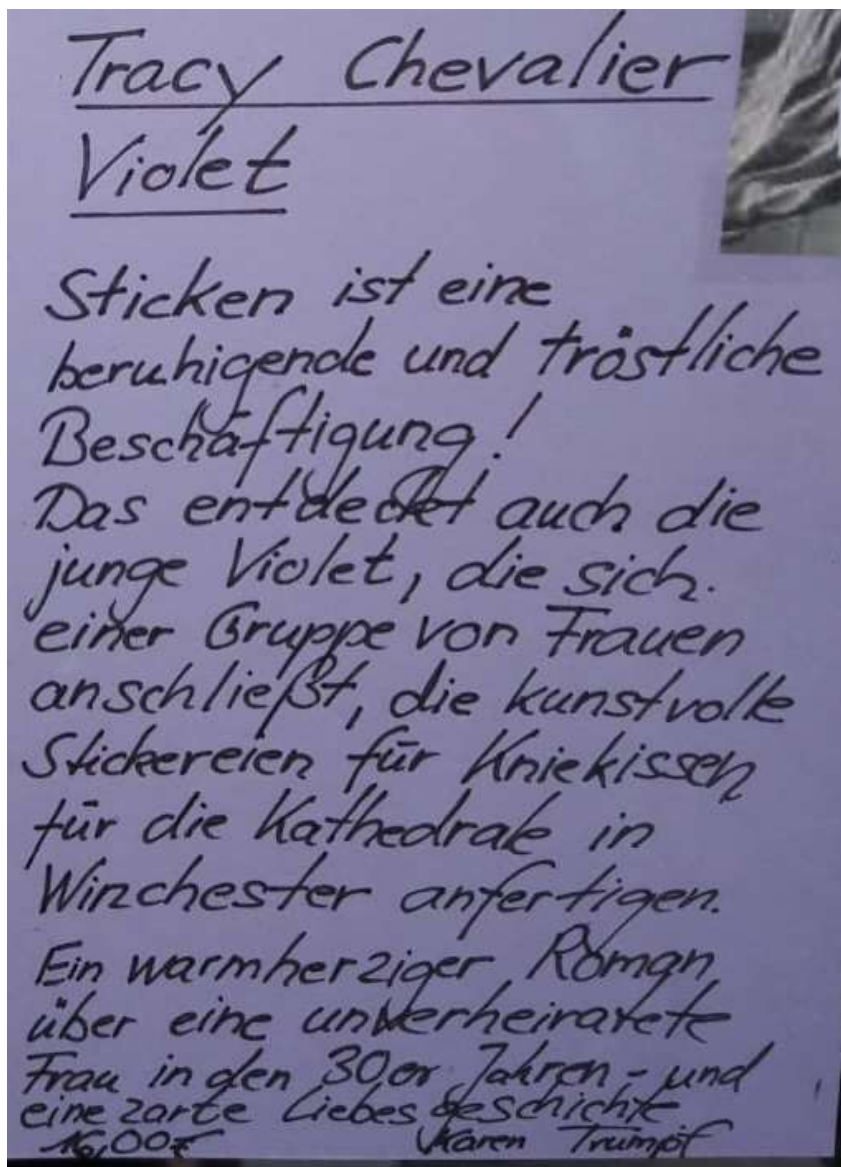 Tracy Chevalier
Violet
Sticken ist eine
beruhigende und tröstliche
Beschäftigung!
Das entdecket auch die
junge Violet, die sich
einer Gruppe von Frauen
anschließt, die kunstvolle
Stickereien für Kniekissen
für die Kathedrale in
Winchester anfertigen.
Ein warmherziger Roman
über eine unverheiratete
Frau in den 30er Jahren - und
eine zarte Liebesgeschichte
16,00€ Karen Trumpf